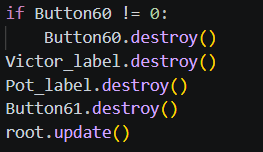 if Button60 != 0:
    Button60.destroy()
Victor_label.destroy()
Pot_label.destroy()
Button61.destroy()
root.update()